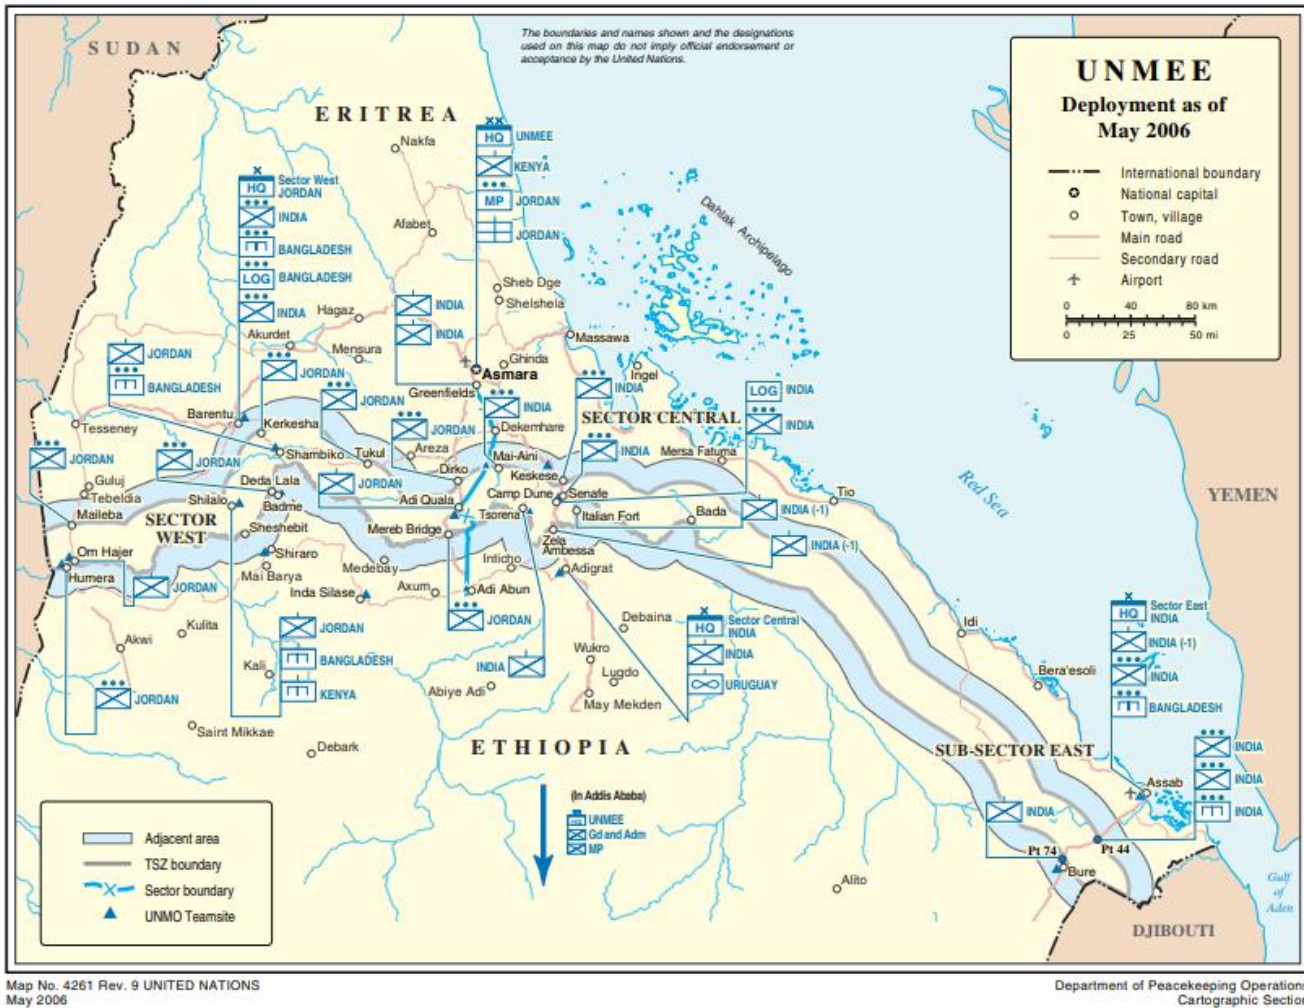 SUDAN
The boundaries and names shown and the designations
used on this map do not imply official endorsement or
acceptance by the United Nations.
UNMEE
Deployment as of
May 2006
International boundary
National capital
Town, village
Main road
Secondary road
Airport
0 40 80 km
0 25 50 mi
ERITREA
Nakfa
HQ UNMEE
KENYA
MP JORDAN
JORDAN
HQ Sector West
JORDAN
INDIA
BANGLADESH
LOG BANGLADESH
INDIA
Afabet
Dahlak Archipelago
Sheb Dge
Shelshela
Hagaz
INDIA
INDIA
Akurdet
Mensura
Massawa
Ghinda
Asmara
Greenfields
Ingel
JORDAN
BANGLADESH
JORDAN
JORDAN
JORDAN
INDIA
INDIA
SECTOR CENTRAL
LOG INDIA
INDIA
INDIA
Barentu
Kerkesha
Tesseney
Shambiko
Tukul
Areza
Dekemhare
Mersa Fatuma
JORDAN
JORDAN
JORDAN
Guluj
Tebeldia
Deda Lala
Badme
Shilalo
Dirko
Mai-Aini
Keskese
Adi Quala
Camp Dune
Tsorena
Senafe
Italian Fort
Bada
Tio
Red Sea
YEMEN
Maileba
SECTOR
WEST
Sheshebit
Mereb Bridge
Zela
Ambessa
INDIA (-1)
INDIA (-1)
Om Hajer
Humera
Shiraro
Mai Barya
Medebay
Inticho
Adigrat
JORDAN
Inda Silase
Axum
Adi Abun
Akwi
Kulita
JORDAN
BANGLADESH
KENYA
Kali
JORDAN
INDIA
Debaina
Wukro
Lugdo
May Mekden
Abiye Adi
HQ Sector Central
INDIA
INDIA
URUGUAY
Idi
Bera'esoli
HQ Sector East
INDIA
INDIA (-1)
INDIA
BANGLADESH
JORDAN
Saint Mikkae
Debark
ETHIOPIA
SUB-SECTOR EAST
INDIA
INDIA
INDIA
Assab
INDIA
Pt 74
Pt 44
Bure
(In Addis Ababa)
HQ UNMEE
Gd and Adm
MP
Alito
Gulf
of
Aden
DJIBOUTI
Adjacent area
TSZ boundary
Sector boundary
UNMO Teamsite
Map No. 4261 Rev. 9 UNITED NATIONS
May 2006
Department of Peacekeeping Operations
Cartographic Section